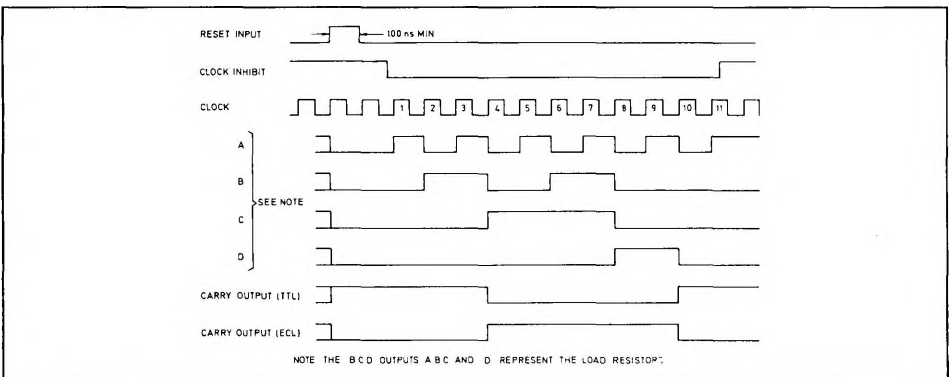 RESET INPUT
100 ns MIN
CLOCK INHIBIT
CLOCK
1 2 3 4 5 6 7 8 9 10 11
A
B
SEE NOTE
C
D
CARRY OUTPUT (TTL)
CARRY OUTPUT (ECL)
NOTE THE BCD OUTPUTS A B C AND D REPRESENT THE LOAD